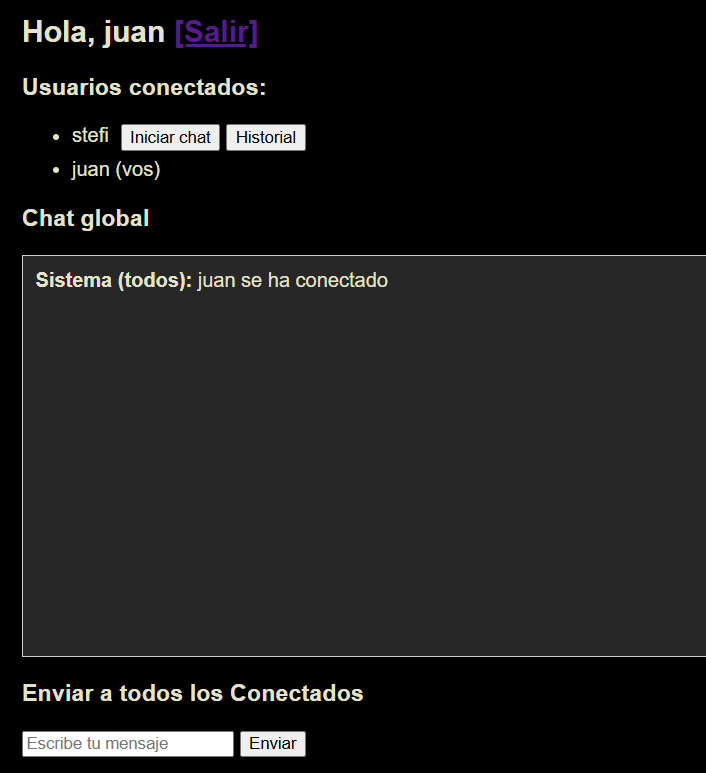 Hola, juan [Salir]
Usuarios conectados:
stefi Iniciar chat Historial
juan (vos)
Chat global
Sistema (todos): juan se ha conectado
Enviar a todos los Conectados
Escribe tu mensaje Enviar